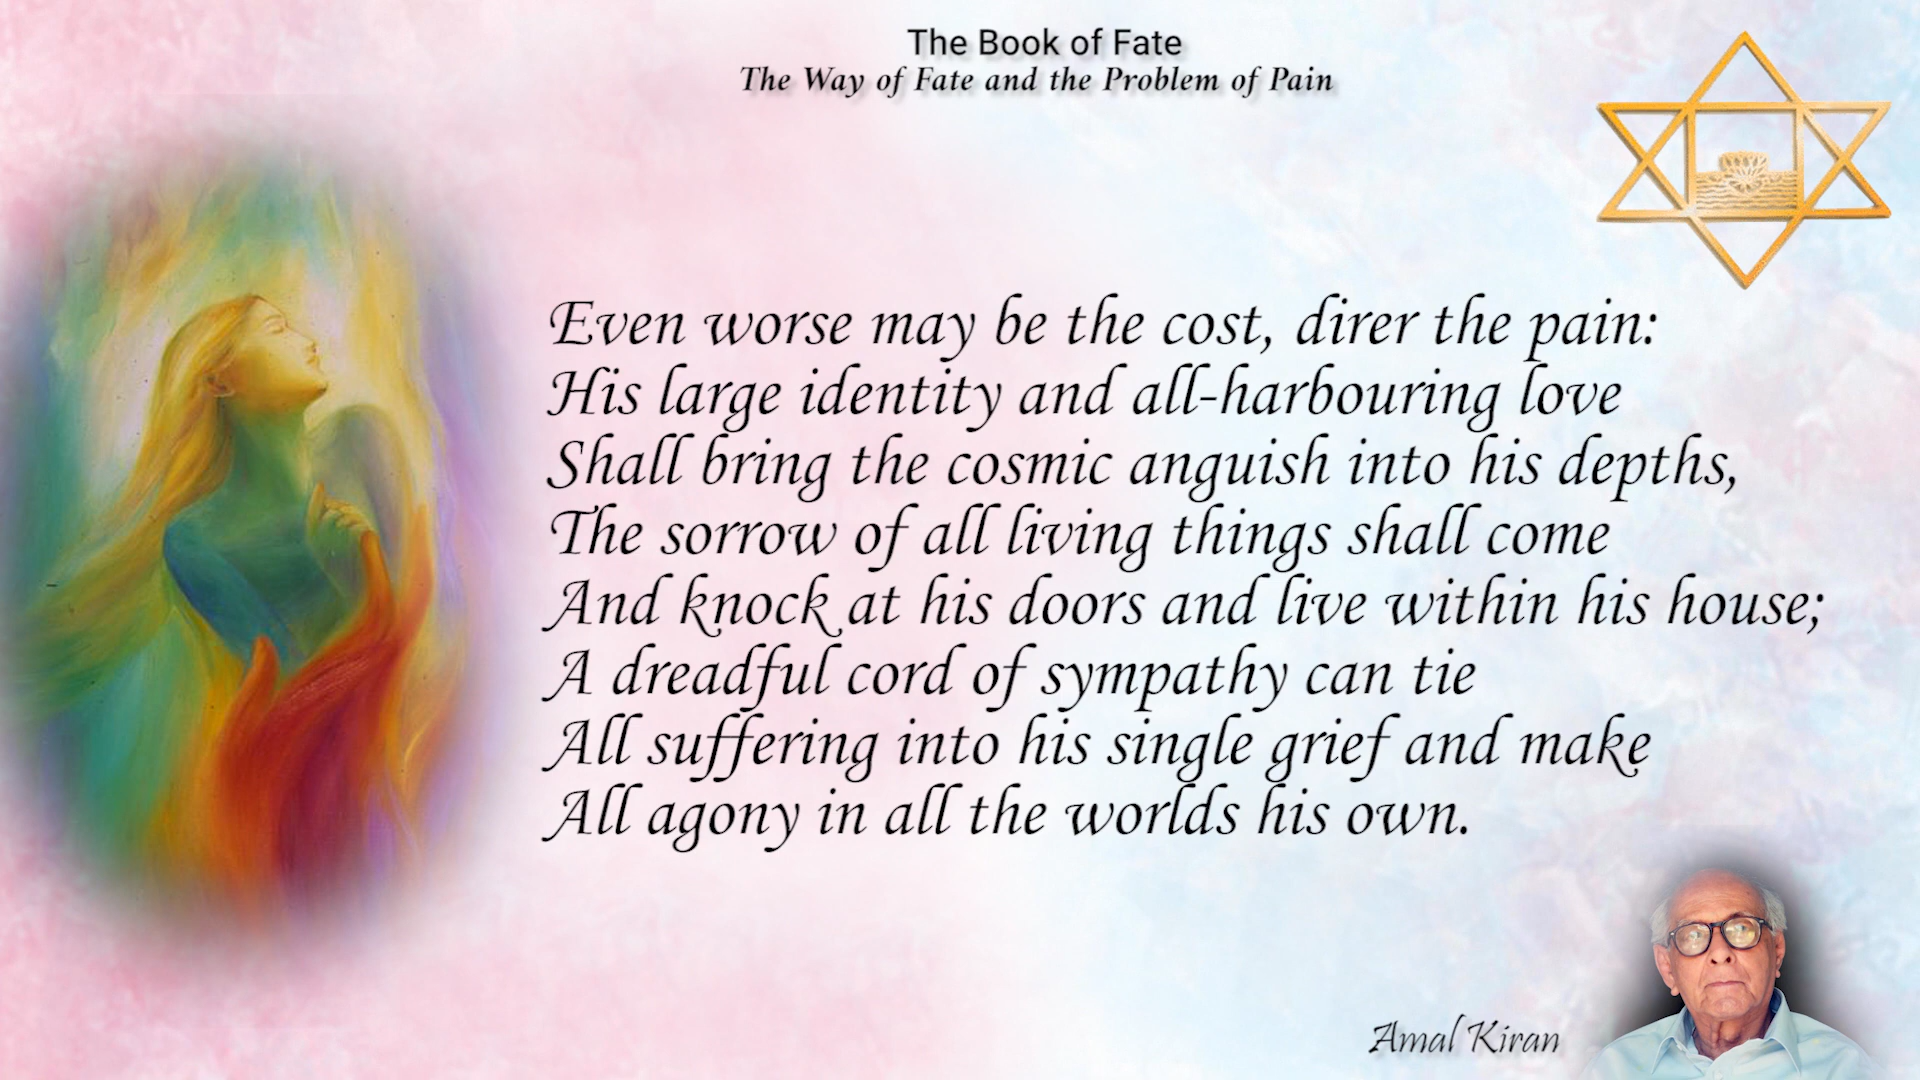 The Book of Fate
The Way of Fate and the Problem of Pain
Even worse may be the cost, direr the pain:
His large identity and all-harbouring love
Shall bring the cosmic anguish into his depths,
The sorrow of all living things shall come
And knock at his doors and live within his house;
A dreadful cord of sympathy can tie
All suffering into his single grief and make
All agony in all the worlds his own.
Amal Kiran